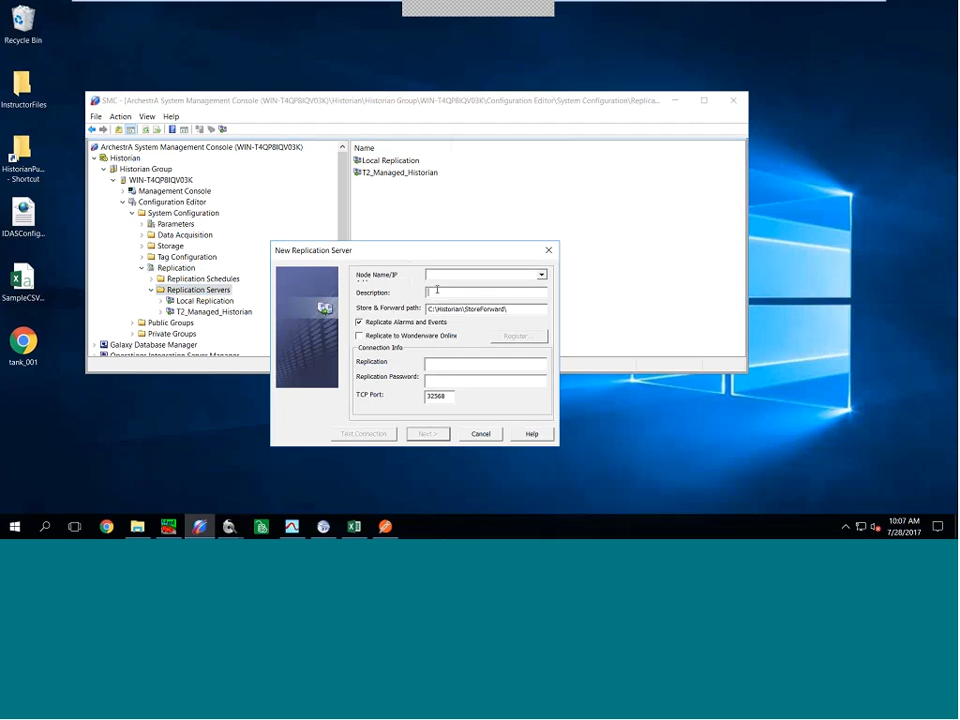 Recycle Bin
InstructorFiles
HistorianPu...
- Shortcut
IDASConfig...
SampleCSV...
tank_001
SMC - [ArchestrA System Management Console (WIN-T4QP8IQV03K)\Historian\Historian Group\WIN-T4QP8IQV03K\Configuration Editor\System Configuration\Replica...
File Action View Help
ArchestrA System Management Console (WIN-T4QP8IQV03K)
Historian
Historian Group
WIN-T4QP8IQV03K
Management Console
Configuration Editor
System Configuration
Parameters
Data Acquisition
Storage
Tag Configuration
Replication
Replication Schedules
Replication Servers
Local Replication
T2_Managed_Historian
Public Groups
Private Groups
Galaxy Database Manager
Operations Integration Server Manager
Name
Local Replication
T2_Managed_Historian
New Replication Server
Node Name/IP
Description:
Store & Forward path: C:\Historian\StoreForward\
Replicate Alarms and Events
Replicate to Wonderware Online
Register...
Connection Info
Replication
Replication Password:
TCP Port: 32568
Test Connection
Next >
Cancel
Help
10:07 AM
7/28/2017